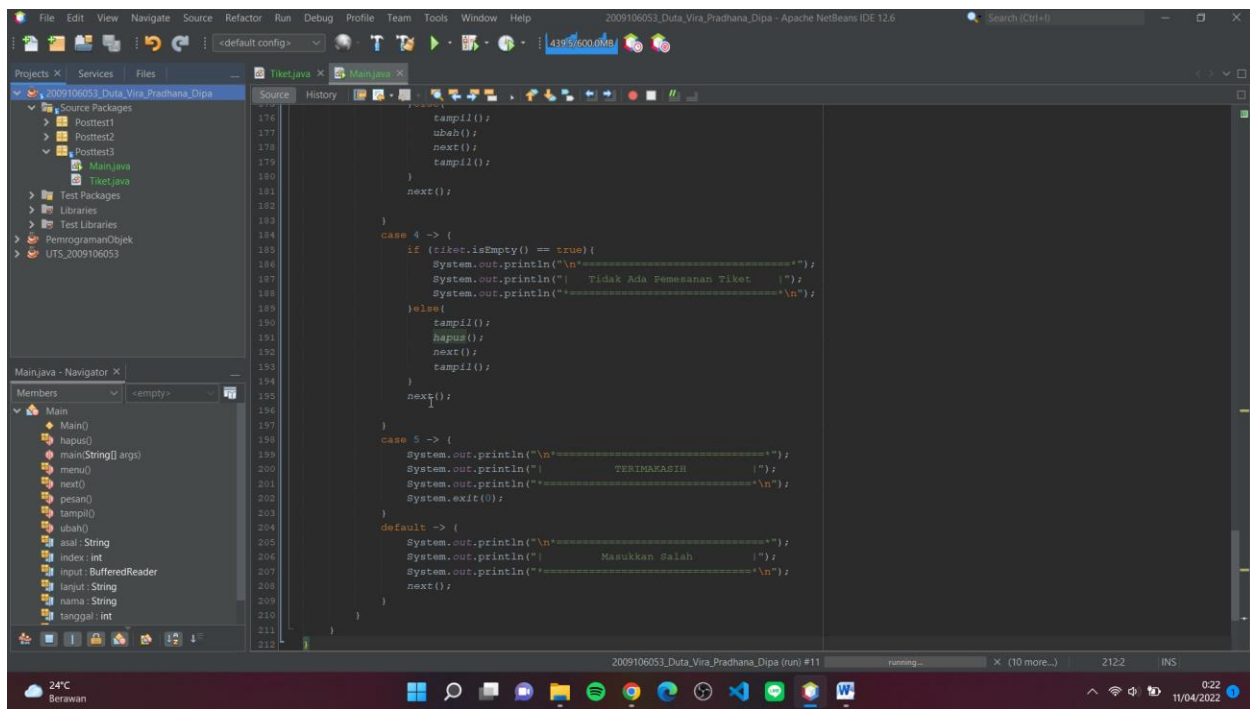 File Edit View Navigate Source Refactor Run Debug Profile Team Tools Window Help
2009106053_Duta_Vira_Pradhana_Dipa - Apache NetBeans IDE 12.6
Search (Ctrl+I)
<default config>
439.5/600.0MB
Projects × Services Files
2009106053_Duta_Vira_Pradhana_Dipa
Source Packages
Posttest1
Posttest2
Posttest3
Main.java
Tiket.java
Test Packages
Libraries
Test Libraries
PemrogramanObjek
UTS_2009106053
Main.java - Navigator ×
Members <empty>
Main
Main()
hapus()
main(String[] args)
menu()
next()
pesan()
tampil()
ubah()
asal : String
index : int
input : BufferedReader
lanjut : String
nama : String
tanggal : int
Tiket.java × Main.java ×
Source History
175 }else{
176 tampil();
177 ubah();
178 next();
179 tampil();
180 }
181 next();
182
183 }
184 case 4 -> {
185 if (tiket.isEmpty() == true){
186 System.out.println("\n*=================================*");
187 System.out.println("| Tidak Ada Pemesanan Tiket |");
188 System.out.println("*=================================*\n");
189 }else{
190 tampil();
191 hapus();
192 next();
193 tampil();
194 }
195 next();
196
197 }
198 case 5 -> {
199 System.out.println("\n*=================================*");
200 System.out.println("| TERIMAKASIH |");
201 System.out.println("*=================================*\n");
202 System.exit(0);
203 }
204 default -> {
205 System.out.println("\n*=================================*");
206 System.out.println("| Masukkan Salah |");
207 System.out.println("*=================================*\n");
208 next();
209 }
210 }
211 }
212 }
2009106053_Duta_Vira_Pradhana_Dipa (run) #11 running... × (10 more...) 212:2 INS
24°C
Berawan
0:22
11/04/2022
1